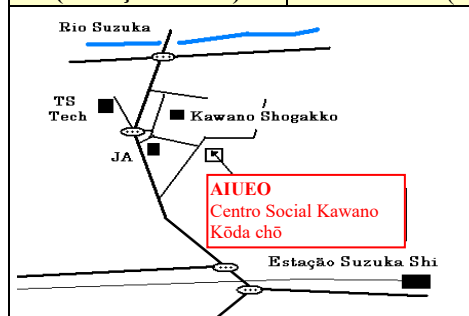 Rio Suzuka
TS
Tech
Kawano Shogakko
JA
AIUEO
Centro Social Kawano
Kōda chō
Estação Suzuka Shi